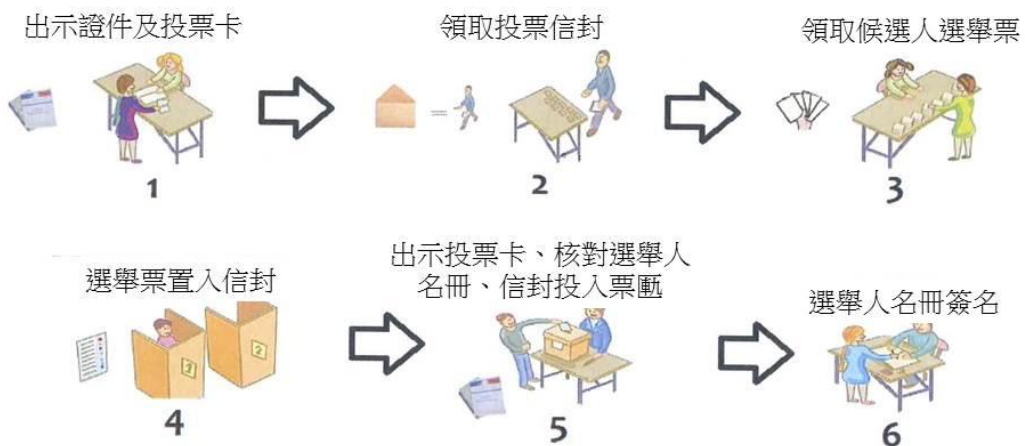 出示證件及投票卡
領取投票信封
領取候選人選舉票
1
2
3
選舉票置入信封
出示投票卡、核對選舉人
名冊、信封投入票匭
選舉人名冊簽名
1
2
4
5
6